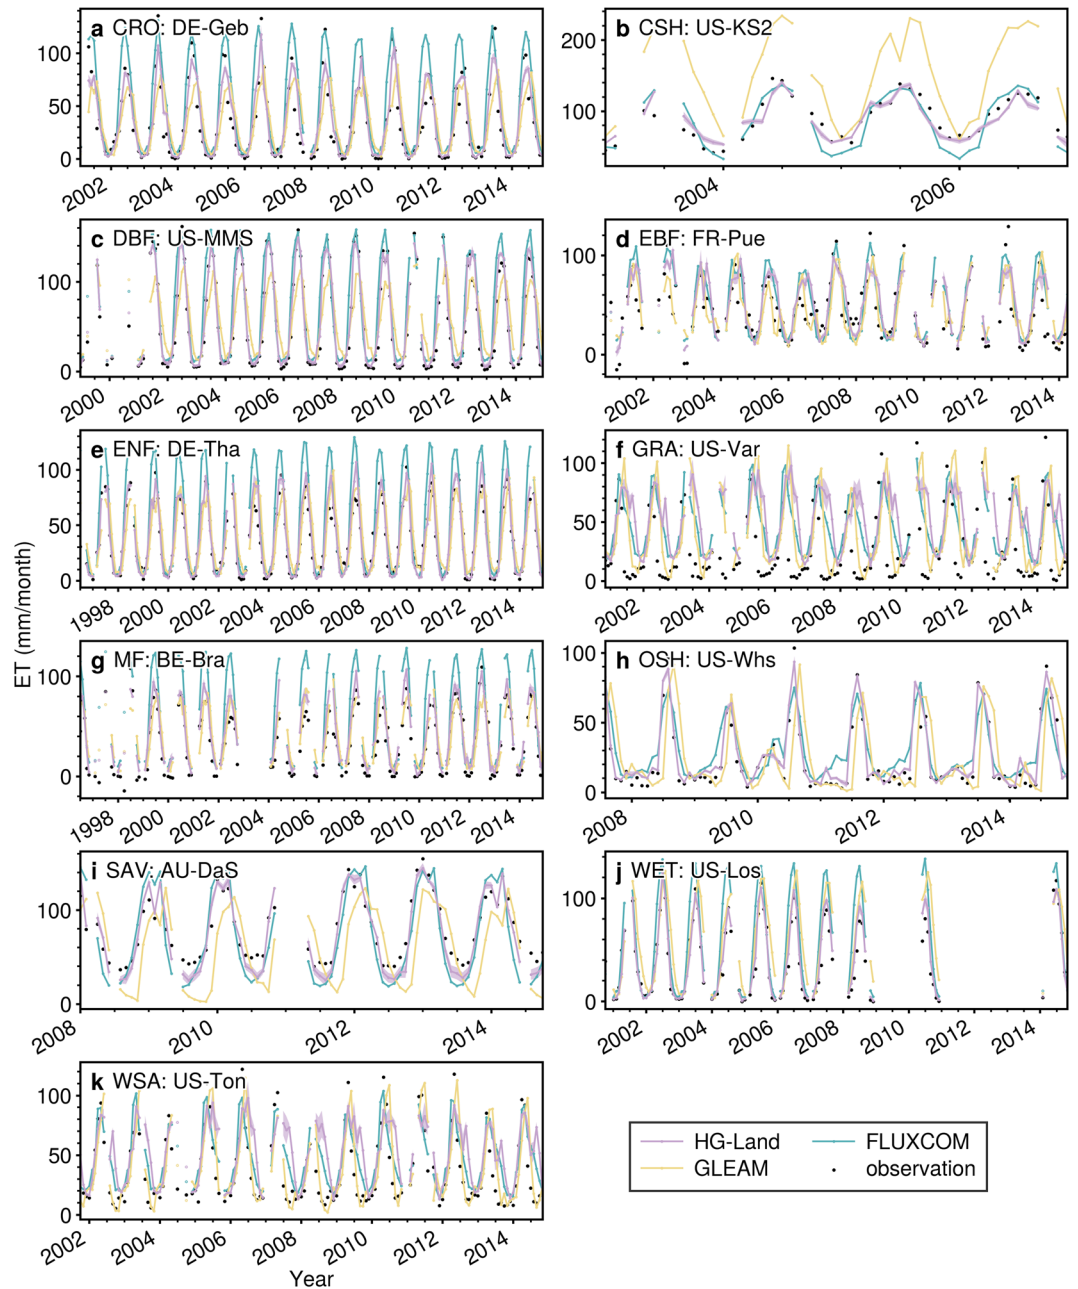 a CRO: DE-Geb
100
50
0
2002 2004 2006 2008 2010 2012 2014
b CSH: US-KS2
200
100
2004 2006
c DBF: US-MMS
100
0
2000 2002 2004 2006 2008 2010 2012 2014
d EBF: FR-Pue
100
50
0
2002 2004 2006 2008 2010 2012 2014
e ENF: DE-Tha
100
50
0
1998 2000 2002 2004 2006 2008 2010 2012 2014
f GRA: US-Var
100
50
0
2002 2004 2006 2008 2010 2012 2014
ET (mm/month)
g MF: BE-Bra
100
0
1998 2000 2002 2004 2006 2008 2010 2012 2014
h OSH: US-Whs
100
50
0
2008 2010 2012 2014
i SAV: AU-DaS
100
0
2008 2010 2012 2014
j WET: US-Los
100
0
2002 2004 2006 2008 2010 2012 2014
k WSA: US-Ton
100
50
0
2002 2004 2006 2008 2010 2012 2014
Year
HG-Land FLUXCOM
GLEAM observation